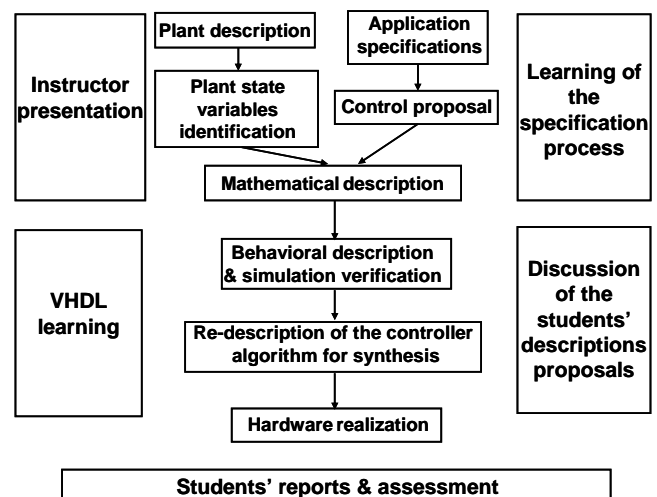 Plant description
Application
specifications
Instructor
presentation
Plant state
variables
identification
Control proposal
Learning of
the
specification
process
Mathematical description
VHDL
learning
Behavioral description
& simulation verification
Re-description of the controller
algorithm for synthesis
Hardware realization
Discussion
of the
students'
descriptions
proposals
Students' reports & assessment